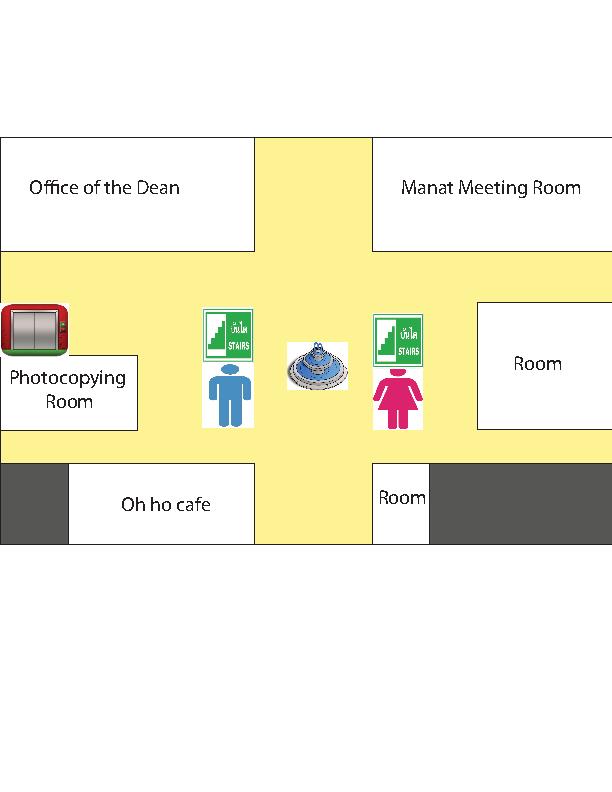 Office of the Dean
Manat Meeting Room
บันได
STAIRS
บันได
STAIRS
Room
Photocopying
Room
Oh ho cafe
Room